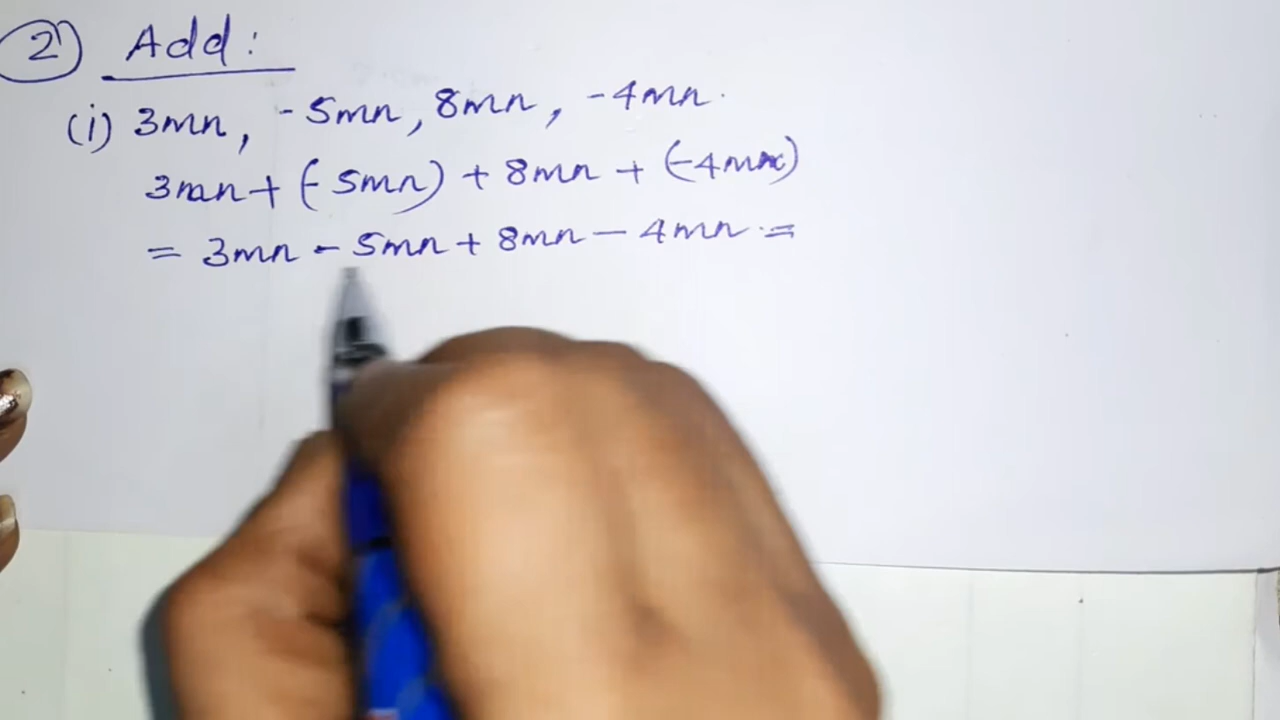 2) Add:
(i) 3mn, -5mn, 8mn, -4mn.
3mn + (-5mn) + 8mn + (-4mn)
= 3mn - 5mn + 8mn - 4mn. =